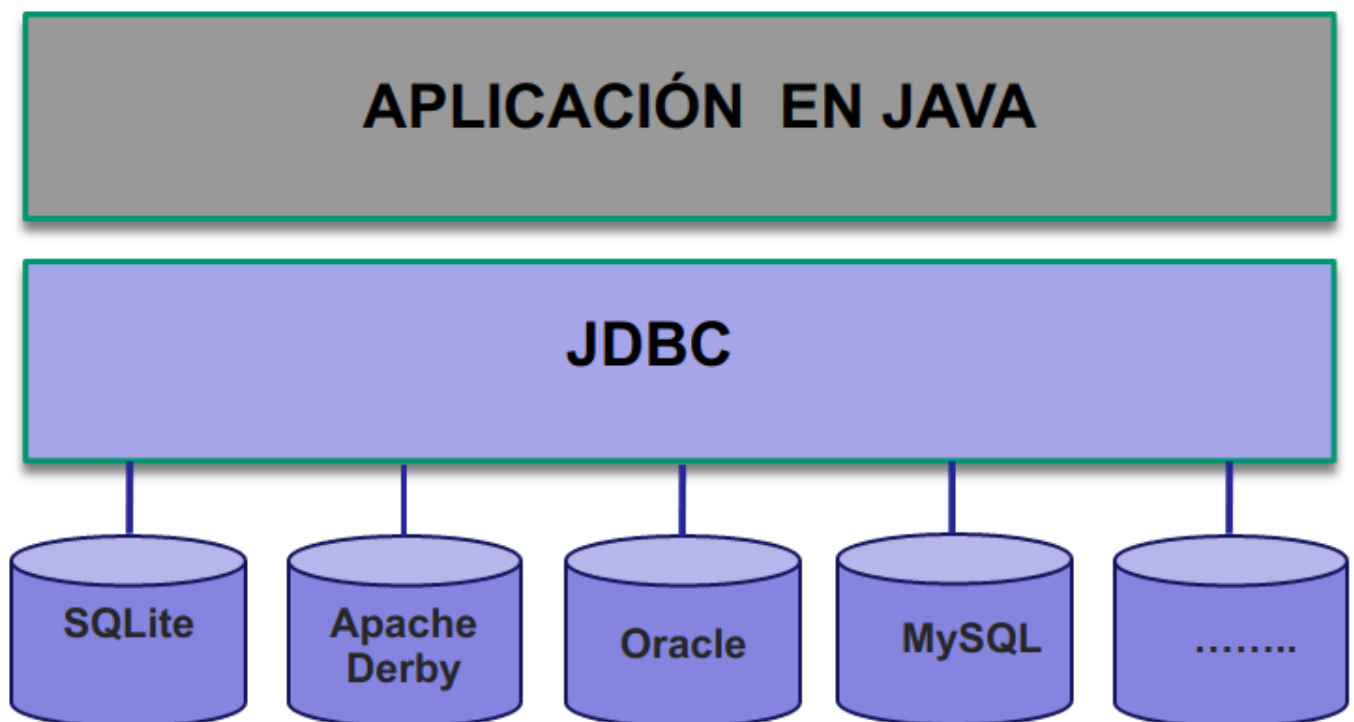 APLICACIÓN EN JAVA
JDBC
SQLite
Apache
Derby
Oracle
MySQL
……..